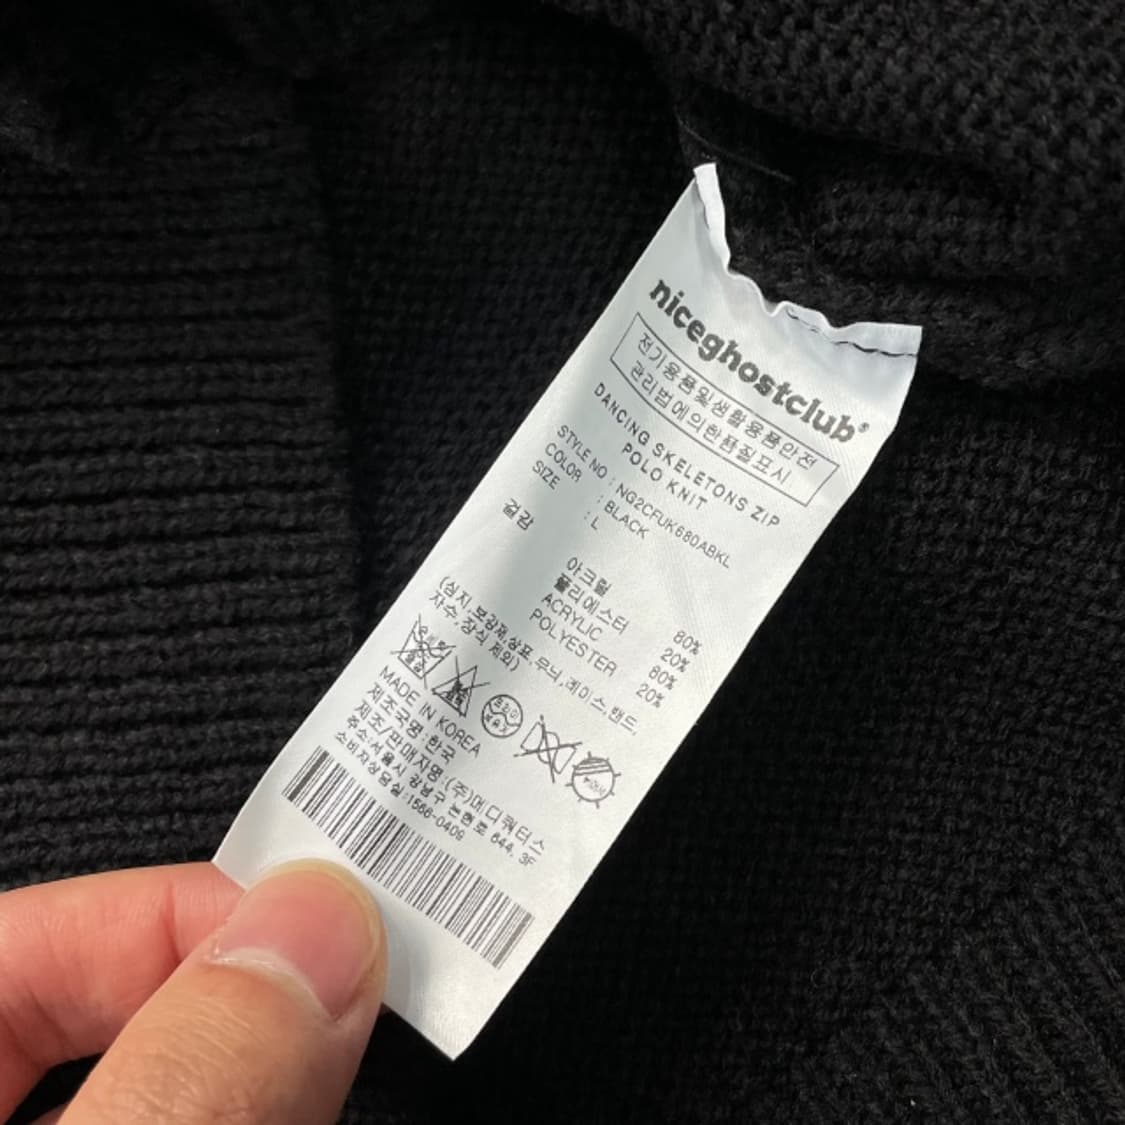 niceghostclub®
전기용품및생활용품안전
관리법에의한품질표시
DANCING SKELETONS ZIP
POLO KNIT
STYLE NO : NG2CFUK680ABKL
COLOR : BLACK
SIZE : L
겉감
아크릴 80%
폴리에스터 20%
ACRYLIC 80%
POLYESTER 20%
(심지,보강재,상표,무늬,레이스,밴드,
자수,장식 제외)
MADE IN KOREA
제조국명:한국
제조/판매자명:(주)메디쿼터스
주소:서울시 강남구 논현로 644, 3F
소비자상담실:1566-0409